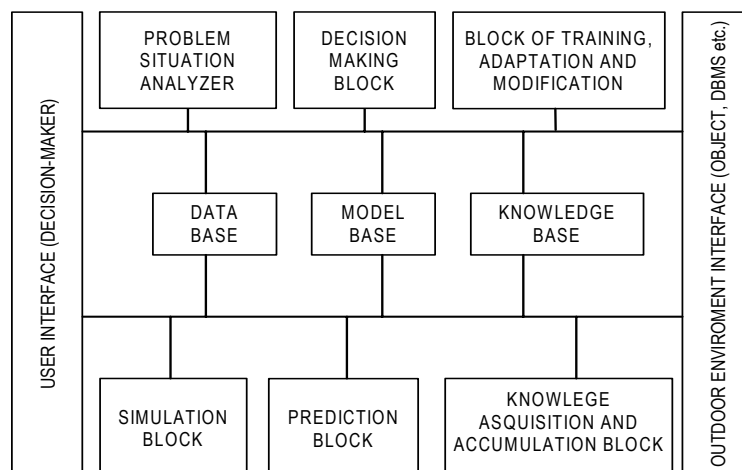 USER INTERFACE (DECISION-MAKER)
PROBLEM
SITUATION
ANALYZER
DECISION
MAKING
BLOCK
BLOCK OF TRAINING,
ADAPTATION AND
MODIFICATION
DATA
BASE
MODEL
BASE
KNOWLEDGE
BASE
SIMULATION
BLOCK
PREDICTION
BLOCK
KNOWLEGE
ASQUISITION AND
ACCUMULATION BLOCK
OUTDOOR ENVIROMENT INTERFACE (OBJECT, DBMS etc.)